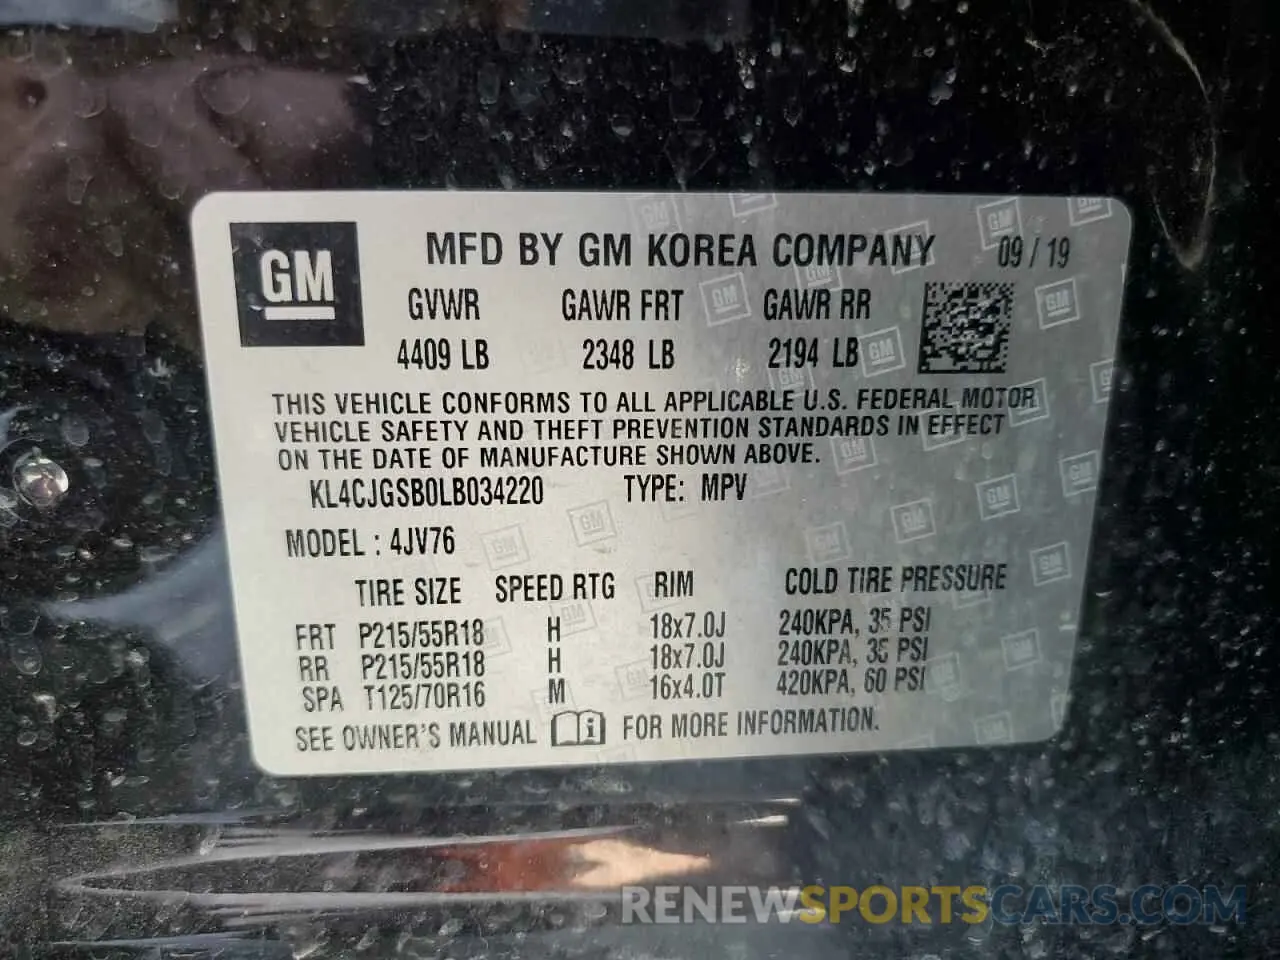 GM
MFD BY GM KOREA COMPANY 09 / 19
GVWR GAWR FRT GAWR RR
4409 LB 2348 LB 2194 LB
THIS VEHICLE CONFORMS TO ALL APPLICABLE U.S. FEDERAL MOTOR
VEHICLE SAFETY AND THEFT PREVENTION STANDARDS IN EFFECT
ON THE DATE OF MANUFACTURE SHOWN ABOVE.
KL4CJGSB0LB034220 TYPE: MPV
MODEL : 4JV76
TIRE SIZE SPEED RTG RIM COLD TIRE PRESSURE
FRT P215/55R18 H 18x7.0J 240KPA, 35 PSI
RR P215/55R18 H 18x7.0J 240KPA, 35 PSI
SPA T125/70R16 M 16x4.0T 420KPA, 60 PSI
SEE OWNER'S MANUAL FOR MORE INFORMATION.
RENEWSPORTSCARS.COM